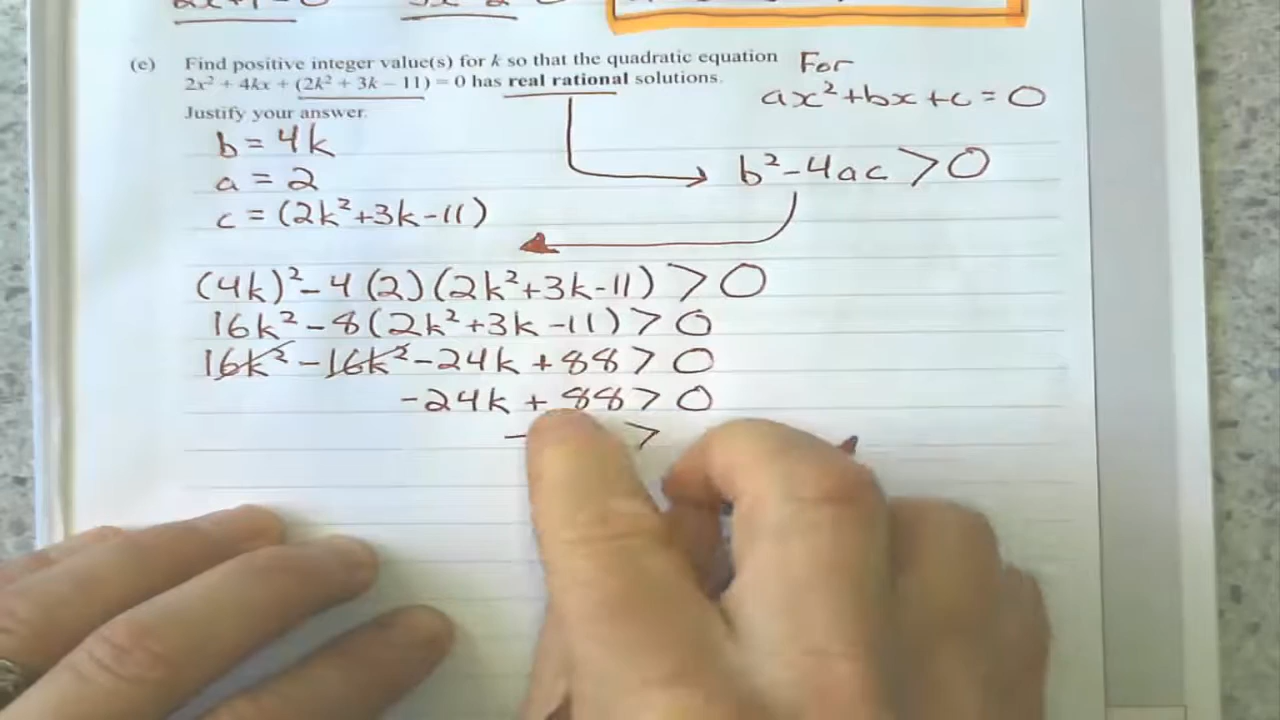 (e) Find positive integer value(s) for k so that the quadratic equation
2x² + 4kx + (2k² + 3k – 11) = 0 has real rational solutions.
Justify your answer.
For
ax²+bx+c=0
b = 4k
a = 2
c = (2k²+3k-11)
b²-4ac > 0
(4k)²-4(2)(2k²+3k-11) > 0
16k²-8(2k²+3k-11) > 0
16k²-16k²-24k+88 > 0
-24k+88 > 0
- >